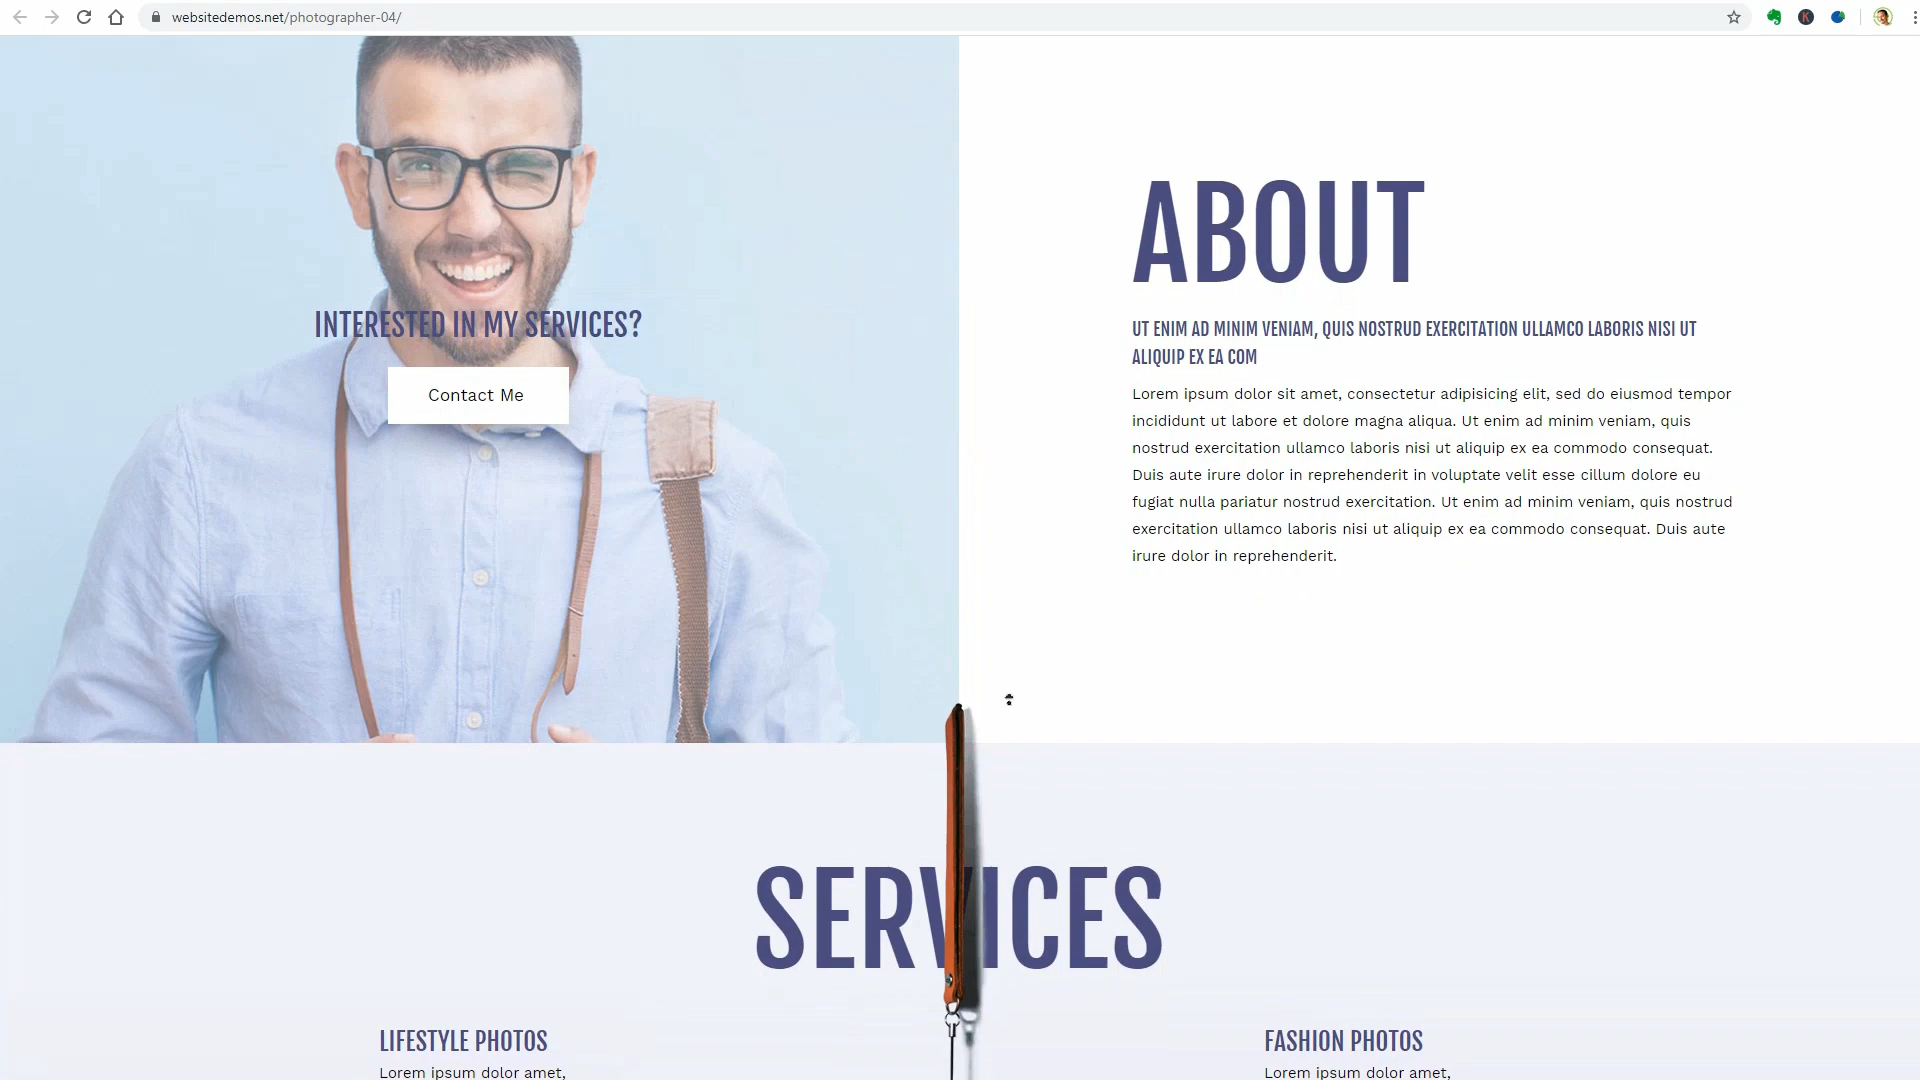 websitedemos.net/photographer-04/
INTERESTED IN MY SERVICES?
Contact Me
ABOUT
UT ENIM AD MINIM VENIAM, QUIS NOSTRUD EXERCITATION ULLAMCO LABORIS NISI UT
ALIQUIP EX EA COM
Lorem ipsum dolor sit amet, consectetur adipisicing elit, sed do eiusmod tempor
incididunt ut labore et dolore magna aliqua. Ut enim ad minim veniam, quis
nostrud exercitation ullamco laboris nisi ut aliquip ex ea commodo consequat.
Duis aute irure dolor in reprehenderit in voluptate velit esse cillum dolore eu
fugiat nulla pariatur nostrud exercitation. Ut enim ad minim veniam, quis nostrud
exercitation ullamco laboris nisi ut aliquip ex ea commodo consequat. Duis aute
irure dolor in reprehenderit.
SERVICES
LIFESTYLE PHOTOS
Lorem ipsum dolor amet,
FASHION PHOTOS
Lorem ipsum dolor amet,